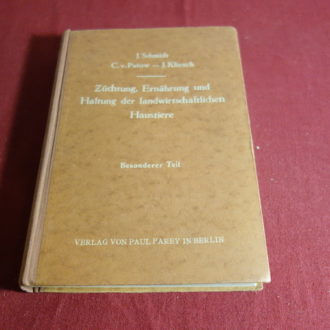 J. Schmidt
C. v. Patow — J. Kliesch
Züchtung, Ernährung und
Haltung der landwirtschaftlichen
Haustiere
Besonderer Teil
VERLAG VON PAUL PAREY IN BERLIN